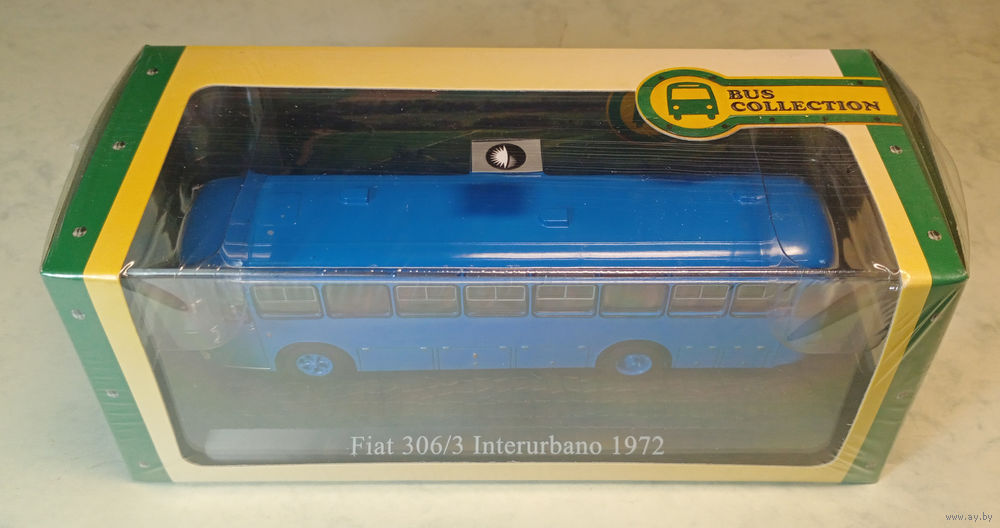 BUS
COLLECTION
Fiat 306/3 Interurbano 1972
www.ay.by